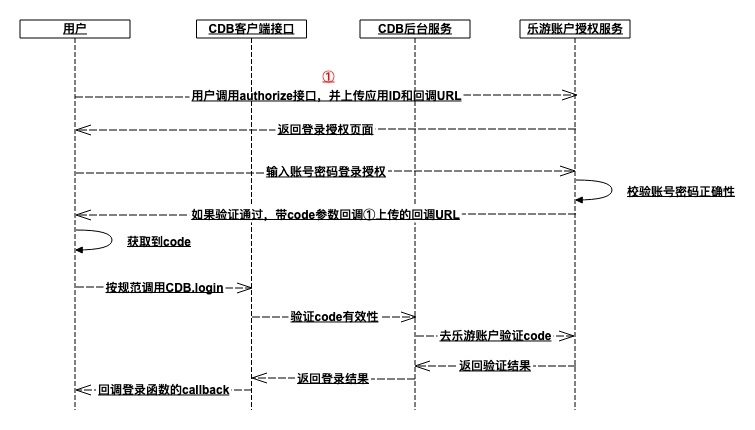 用户
CDB客户端接口
CDB后台服务
乐游账户授权服务
①
用户调用authorize接口，并上传应用ID和回调URL
返回登录授权页面
输入账号密码登录授权
校验账号密码正确性
如果验证通过，带code参数回调①上传的回调URL
获取到code
按规范调用CDB.login
验证code有效性
去乐游账户验证code
返回验证结果
返回登录结果
回调登录函数的callback